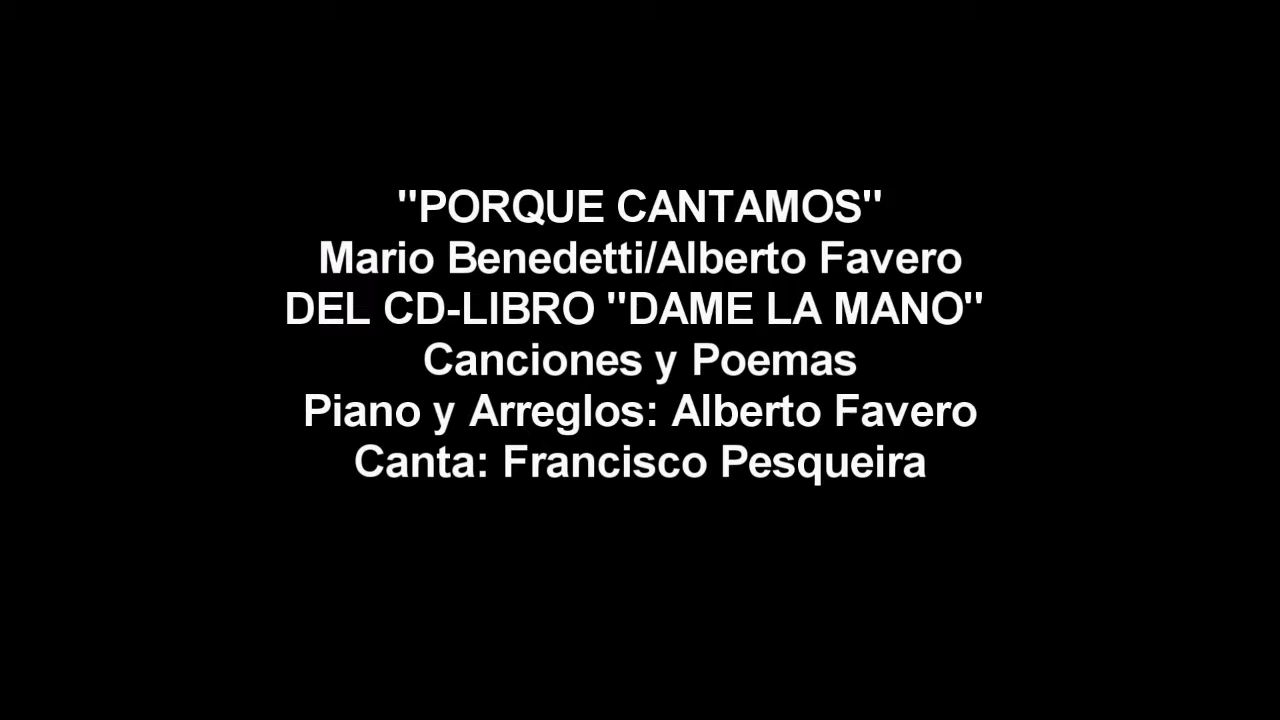 "PORQUE CANTAMOS"
Mario Benedetti/Alberto Favero
DEL CD-LIBRO "DAME LA MANO"
Canciones y Poemas
Piano y Arreglos: Alberto Favero
Canta: Francisco Pesqueira